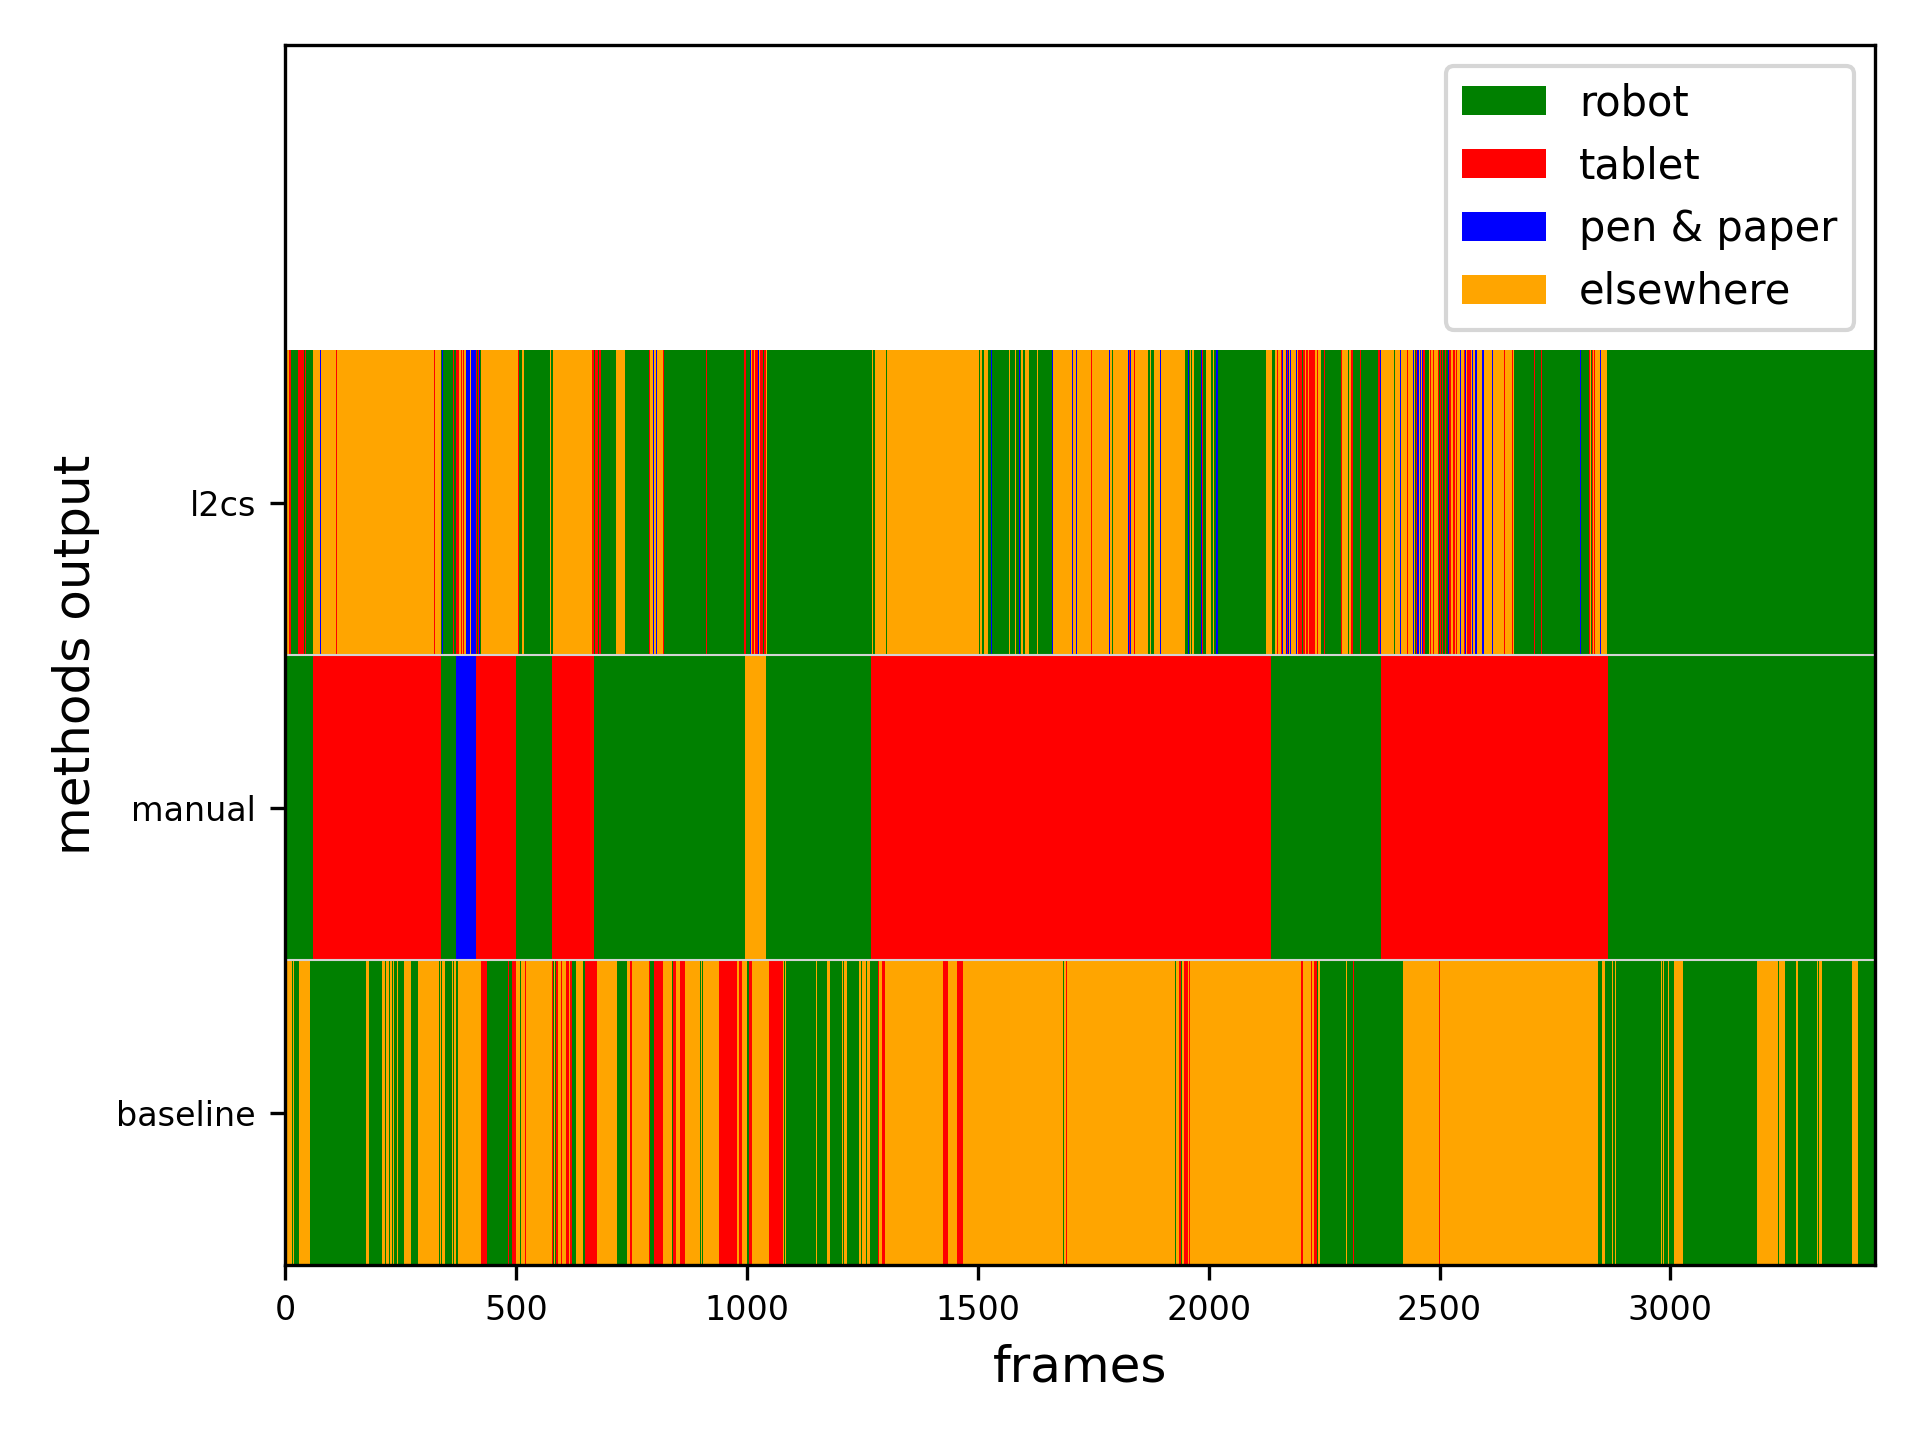 robot
tablet
pen & paper
elsewhere
methods output
l2cs
manual
baseline
0 500 1000 1500 2000 2500 3000
frames